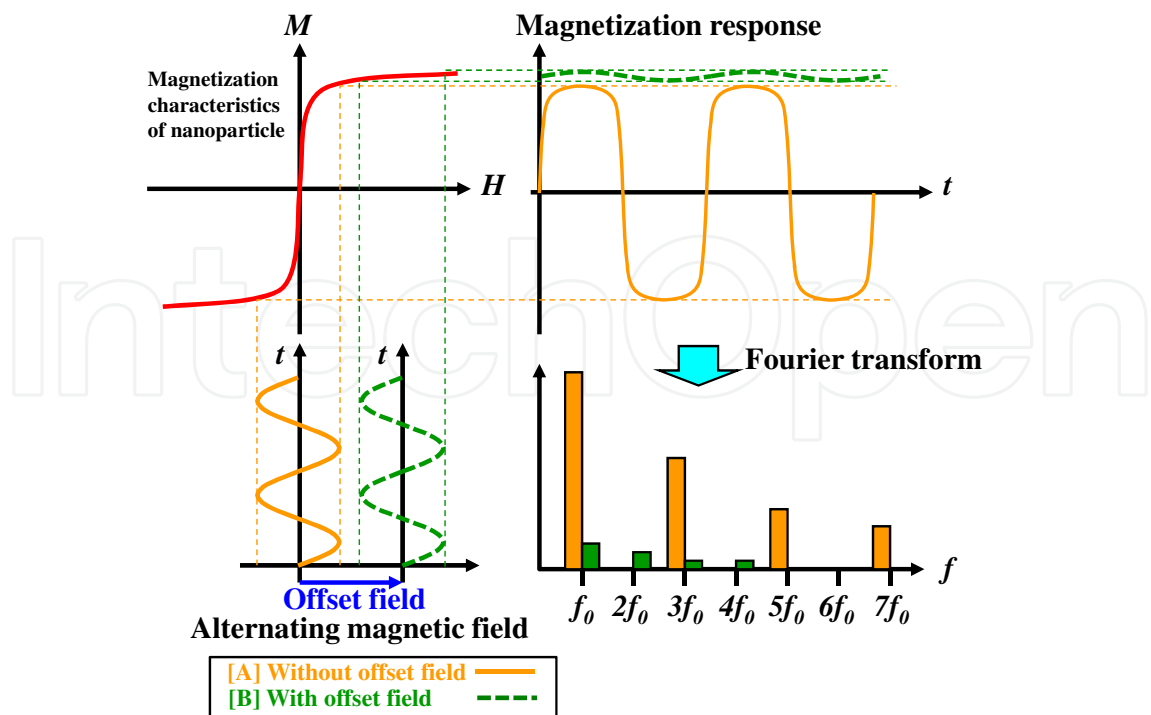 M
Magnetization response
Magnetization
characteristics
of nanoparticle
H
t
IntechOpen
t
t
Fourier transform
f
f₀ 2f₀ 3f₀ 4f₀ 5f₀ 6f₀ 7f₀
Offset field
Alternating magnetic field
[A] Without offset field
[B] With offset field